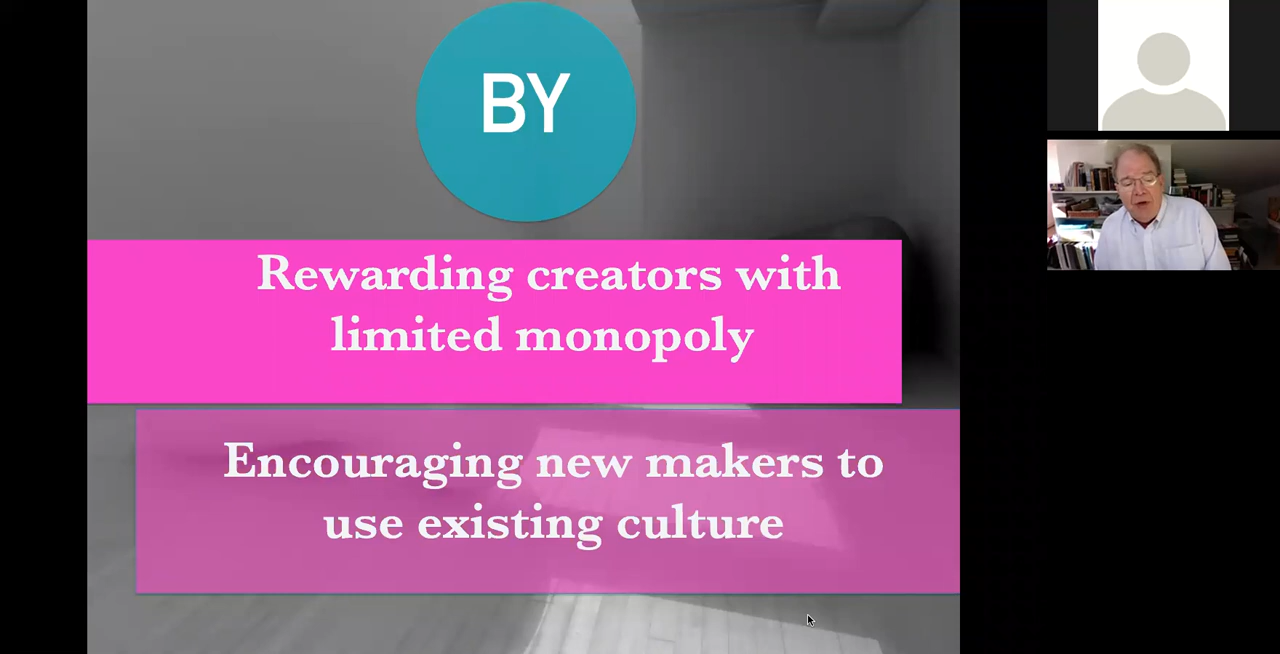 BY
Rewarding creators with
limited monopoly
Encouraging new makers to
use existing culture